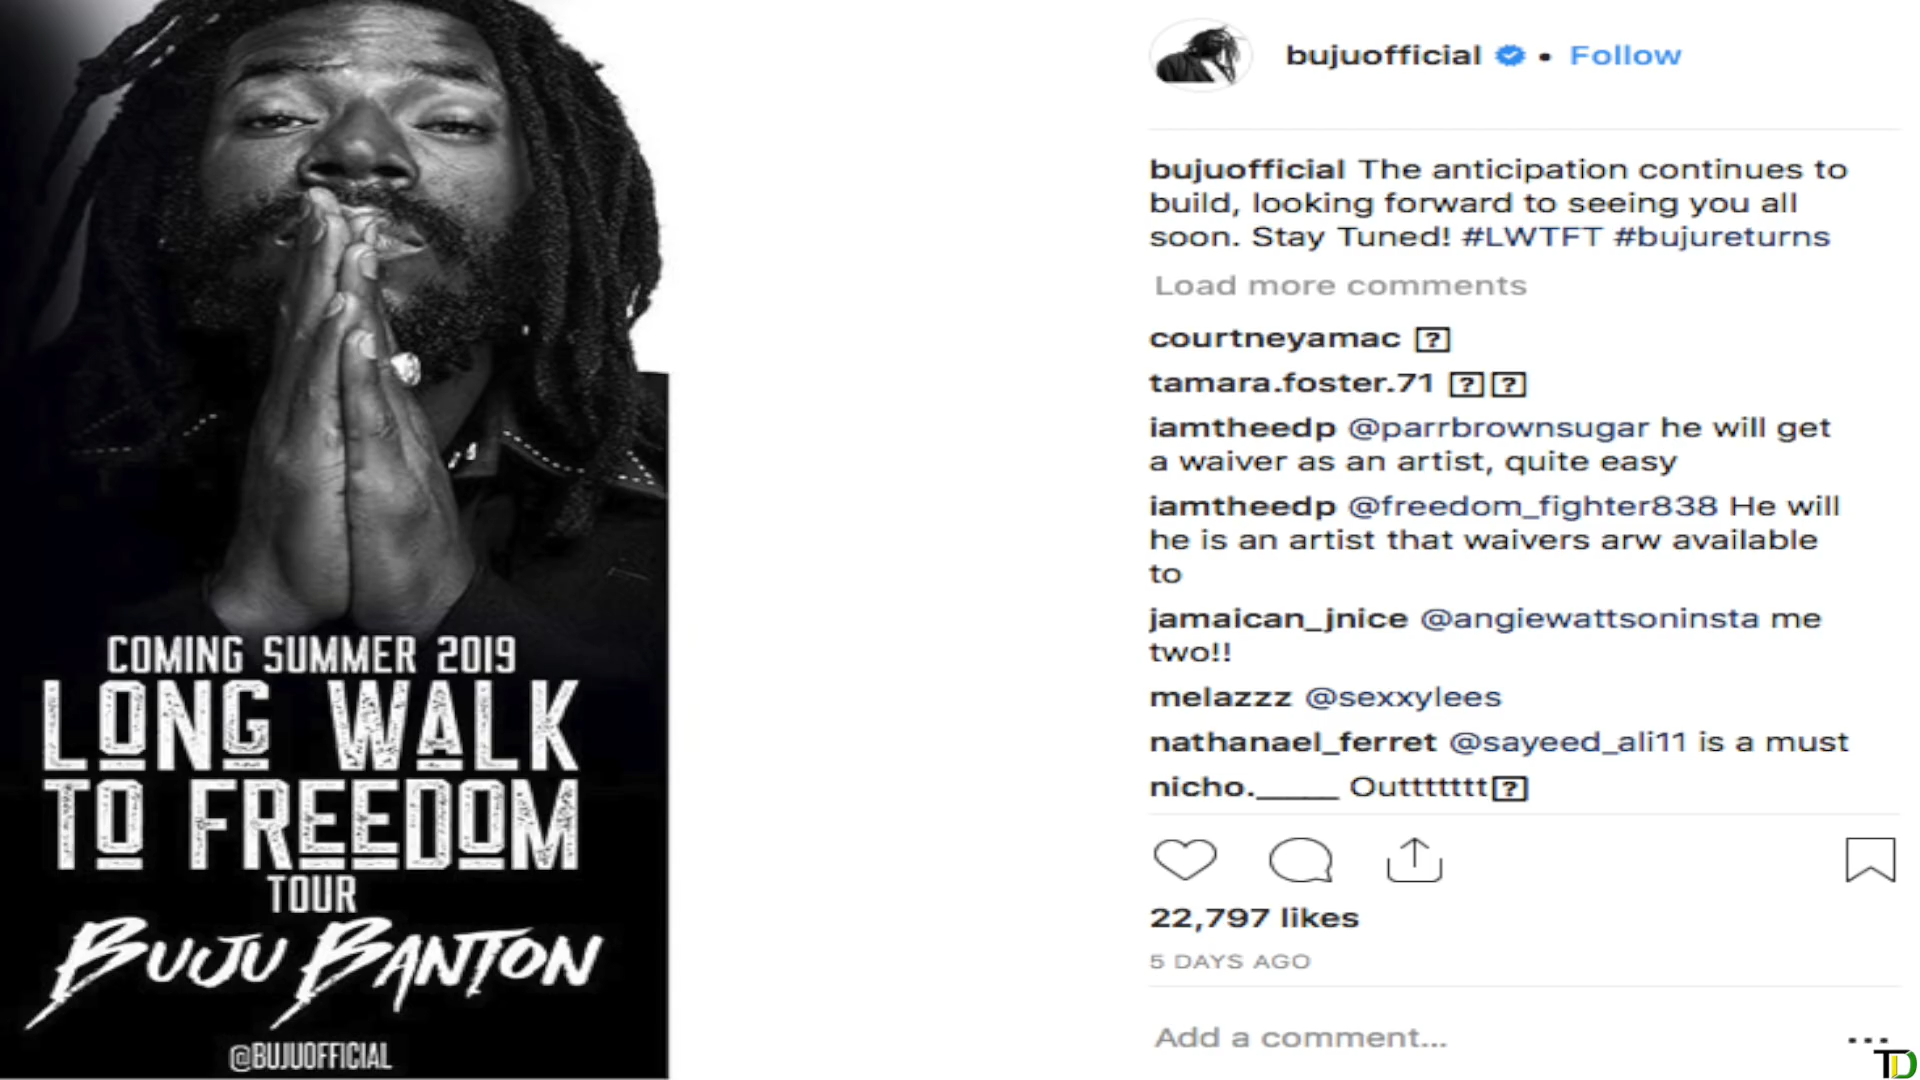 COMING SUMMER 2019
LONG WALK
TO FREEDOM
TOUR
BUJU BANTON
@BUJUOFFICIAL
bujuofficial • Follow
bujuofficial The anticipation continues to
build, looking forward to seeing you all
soon. Stay Tuned! #LWTFT #bujureturns
Load more comments
courtneyamac
tamara.foster.71
iamtheedp @parrbrownsugar he will get
a waiver as an artist, quite easy
iamtheedp @freedom_fighter838 He will
he is an artist that waivers arw available
to
jamaican_jnice @angiewattsoninsta me
two!!
melazzz @sexxylees
nathanael_ferret @sayeed_ali11 is a must
nicho._____ Outttttttt
22,797 likes
5 DAYS AGO
Add a comment...
TD